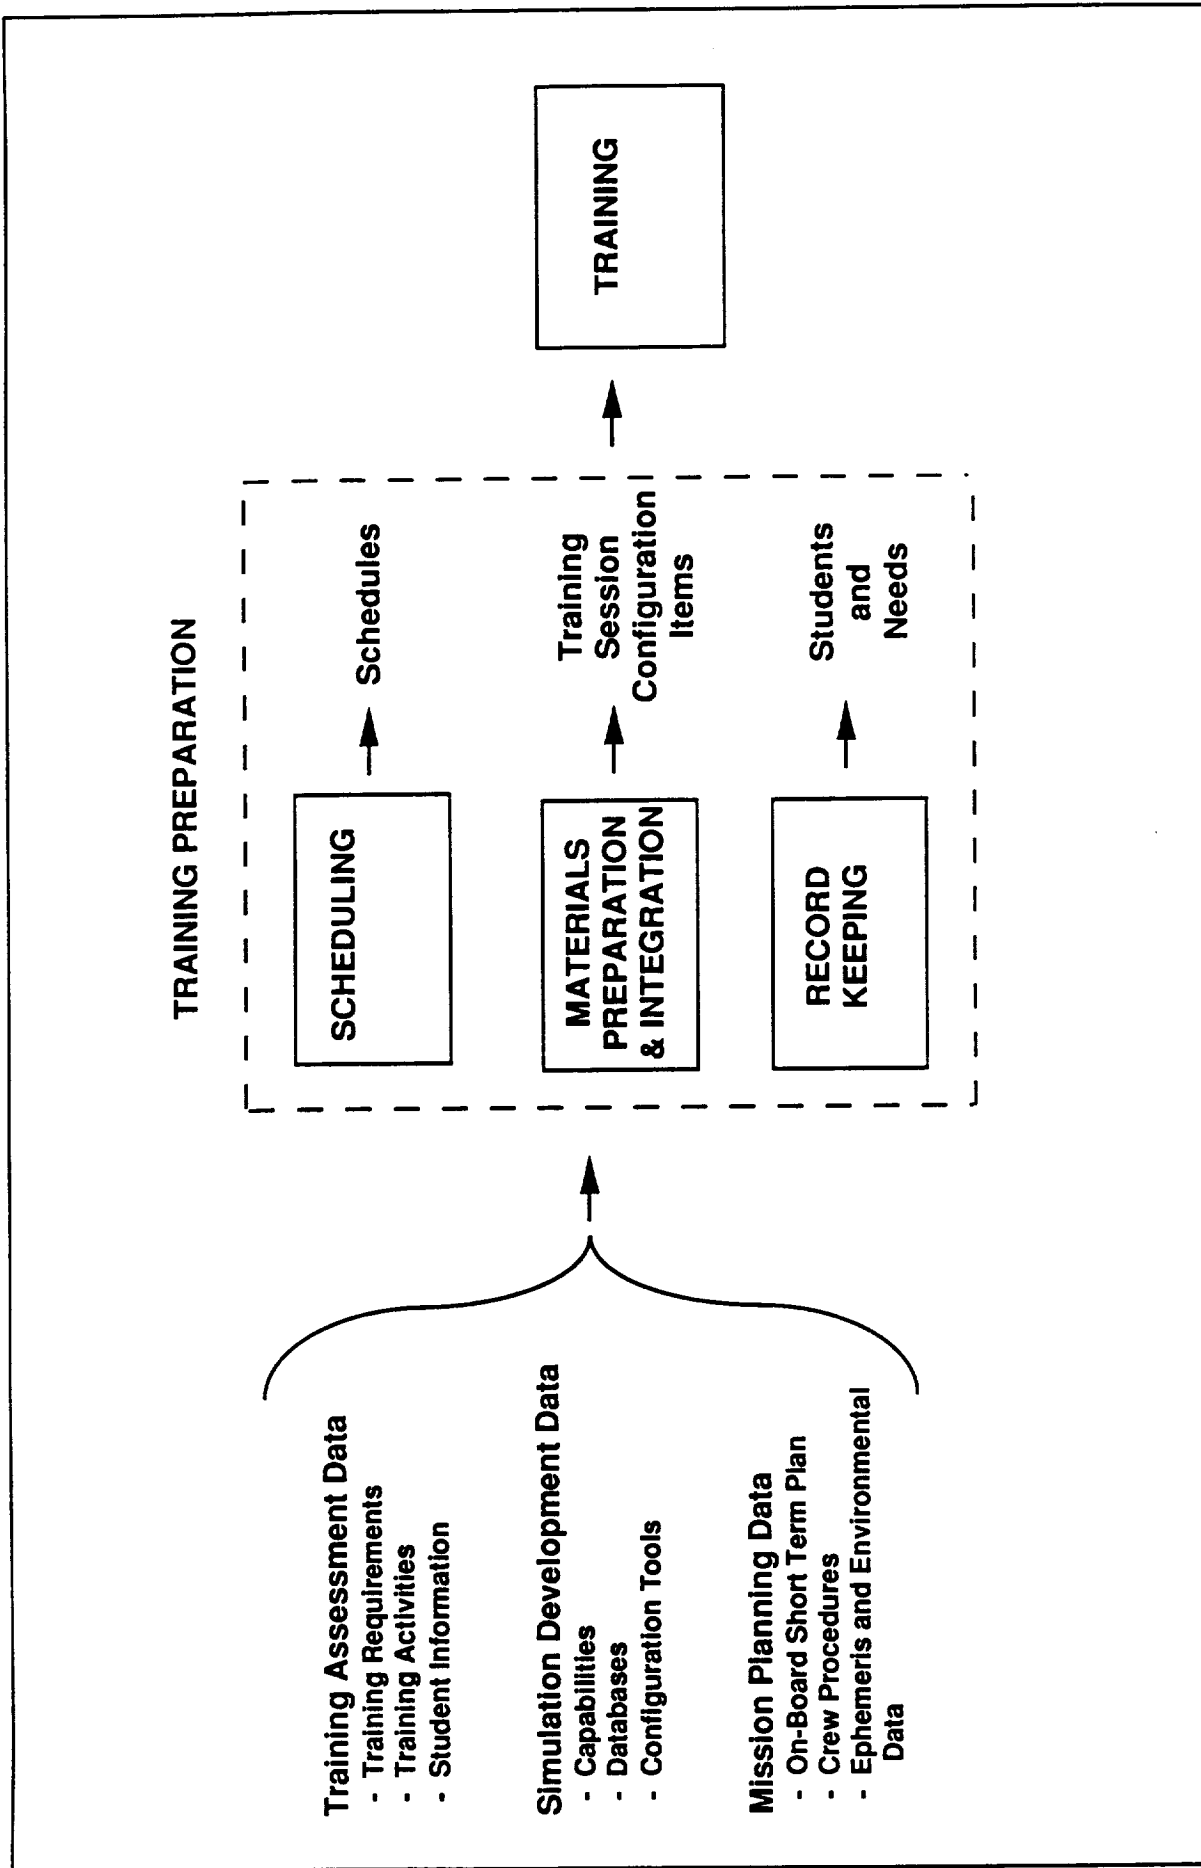 TRAINING PREPARATION
Training Assessment Data
- Training Requirements
- Training Activities
- Student Information
Simulation Development Data
- Capabilities
- Databases
- Configuration Tools
Mission Planning Data
- On-Board Short Term Plan
- Crew Procedures
- Ephemeris and Environmental
Data
SCHEDULING
Schedules
MATERIALS
PREPARATION
& INTEGRATION
Training
Session
Configuration
Items
RECORD
KEEPING
Students
and
Needs
TRAINING